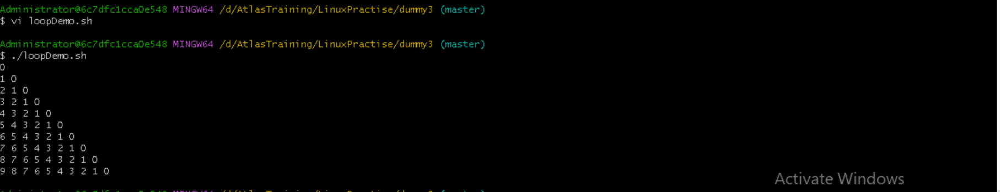 Administrator@6c7dfc1cca0e548 MINGW64 /d/AtlasTraining/LinuxPractise/dummy3 (master)
$ vi loopDemo.sh
Administrator@6c7dfc1cca0e548 MINGW64 /d/AtlasTraining/LinuxPractise/dummy3 (master)
$ ./loopDemo.sh
0
1 0
2 1 0
3 2 1 0
4 3 2 1 0
5 4 3 2 1 0
6 5 4 3 2 1 0
7 6 5 4 3 2 1 0
8 7 6 5 4 3 2 1 0
9 8 7 6 5 4 3 2 1 0
Activate Windows